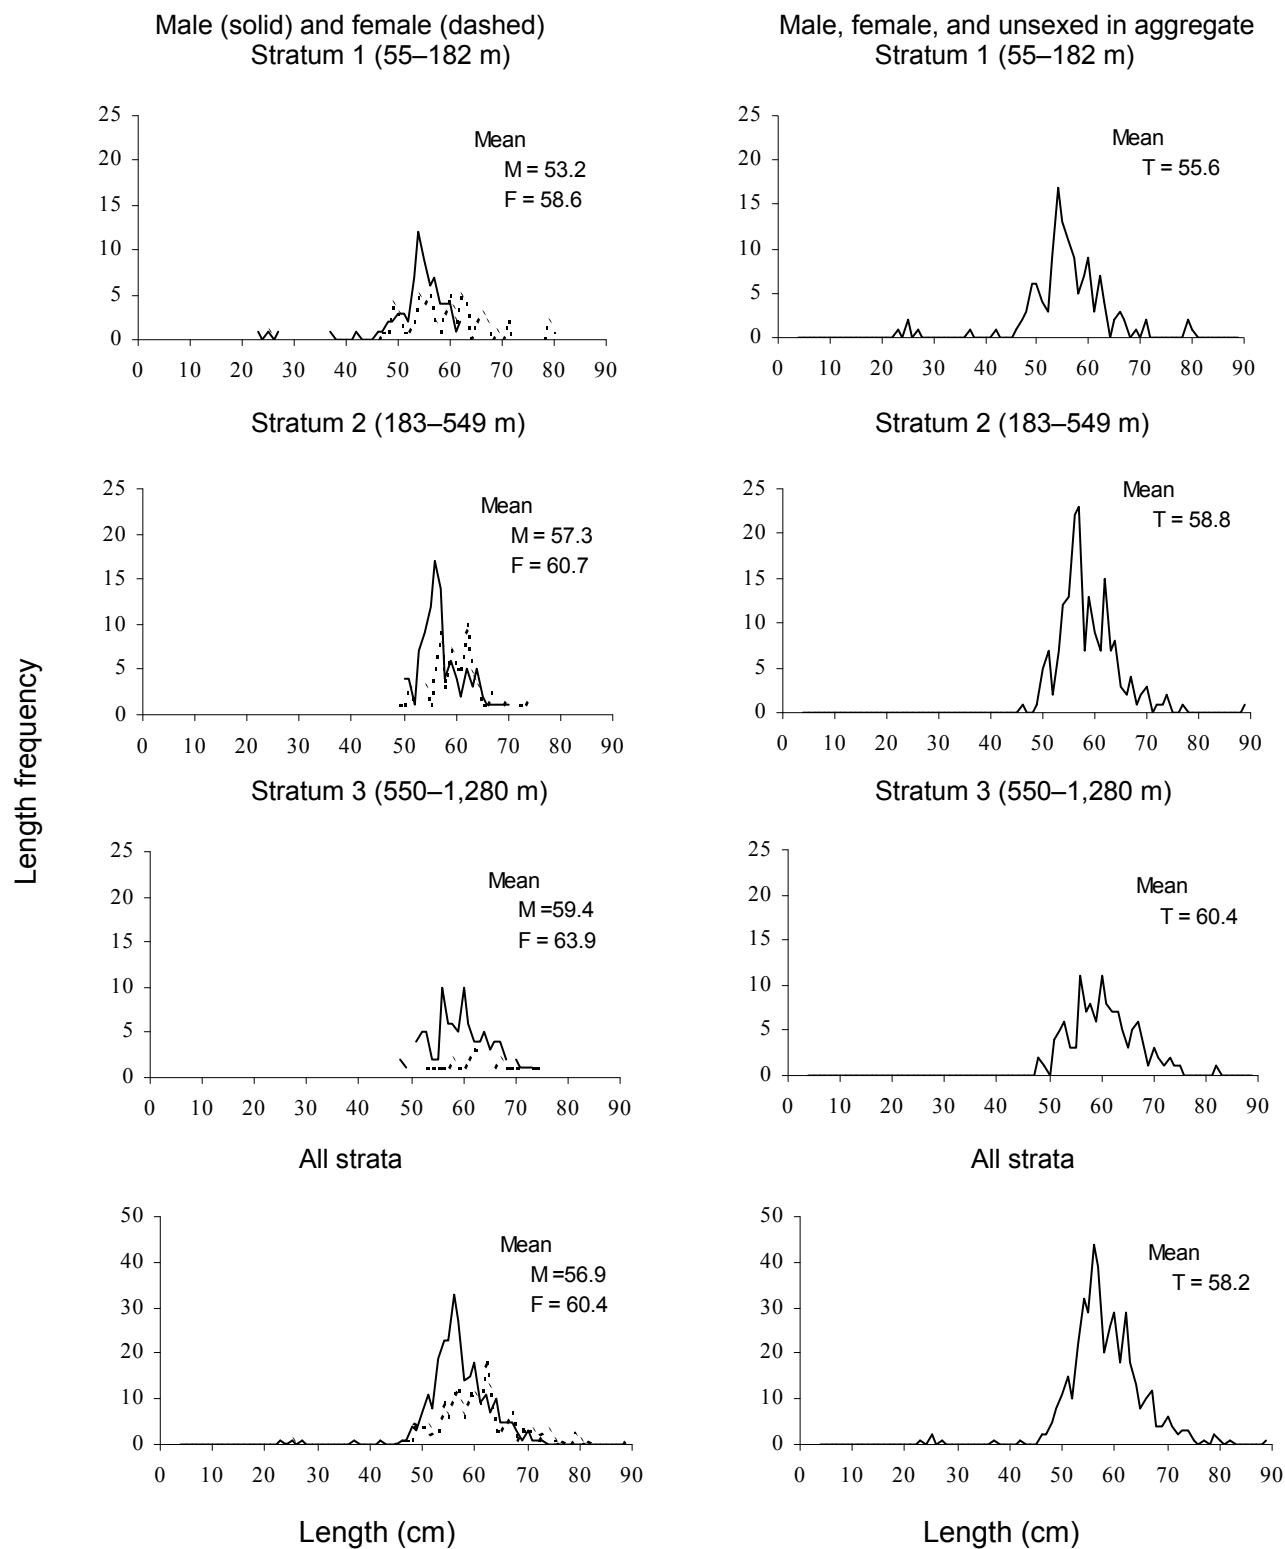 Male (solid) and female (dashed)
Stratum 1 (55–182 m)
Male, female, and unsexed in aggregate
Stratum 1 (55–182 m)
25
20
15
10
5
0
Mean
M = 53.2
F = 58.6
0 10 20 30 40 50 60 70 80 90
25
20
15
10
5
0
Mean
T = 55.6
0 10 20 30 40 50 60 70 80 90
Stratum 2 (183–549 m)
Stratum 2 (183–549 m)
25
20
15
10
5
0
Mean
M = 57.3
F = 60.7
0 10 20 30 40 50 60 70 80 90
25
20
15
10
5
0
Mean
T = 58.8
0 10 20 30 40 50 60 70 80 90
Length frequency
Stratum 3 (550–1,280 m)
Stratum 3 (550–1,280 m)
25
20
15
10
5
0
Mean
M =59.4
F = 63.9
0 10 20 30 40 50 60 70 80 90
25
20
15
10
5
0
Mean
T = 60.4
0 10 20 30 40 50 60 70 80 90
All strata
All strata
50
40
30
20
10
0
Mean
M =56.9
F = 60.4
0 10 20 30 40 50 60 70 80 90
50
40
30
20
10
0
Mean
T = 58.2
0 10 20 30 40 50 60 70 80 90
Length (cm)
Length (cm)